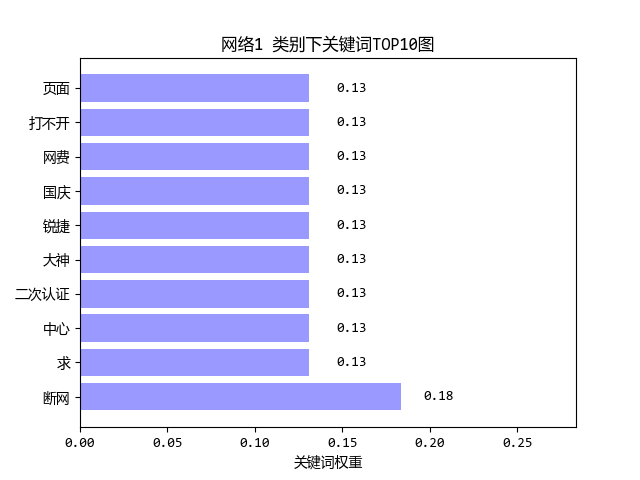 网络1 类别下关键词TOP10图
页面 0.13
打不开 0.13
网费 0.13
国庆 0.13
锐捷 0.13
大神 0.13
二次认证 0.13
中心 0.13
求 0.13
断网 0.18
0.00 0.05 0.10 0.15 0.20 0.25
关键词权重